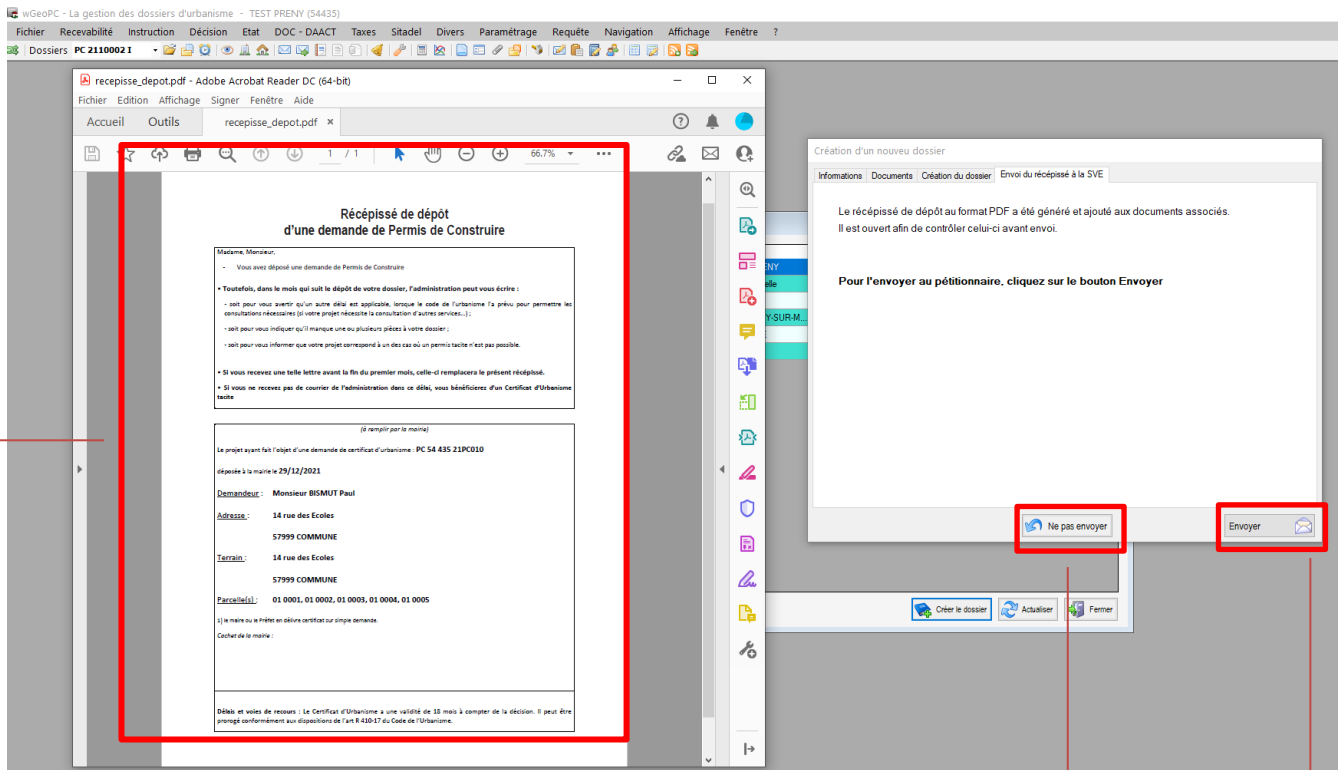 wGeoPC - La gestion des dossiers d'urbanisme - TEST PRENY (54435)
Fichier Recevabilité Instruction Décision Etat DOC - DAACT Taxes Sitadel Divers Paramétrage Requête Navigation Affichage Fenêtre ?
Dossiers PC 2110002 I
recepisse_depot.pdf - Adobe Acrobat Reader DC (64-bit)
Fichier Edition Affichage Signer Fenêtre Aide
Accueil Outils recepisse_depot.pdf ×
1 / 1 66.7%
Récépissé de dépôt
d'une demande de Permis de Construire
Madame, Monsieur,
- Vous avez déposé une demande de Permis de Construire
• Toutefois, dans le mois qui suit le dépôt de votre dossier, l'administration peut vous écrire :
- soit pour vous avertir qu'un autre délai est applicable, lorsque le code de l'urbanisme l'a prévu pour permettre les
consultations nécessaires (si votre projet nécessite la consultation d'autres services...) ;
- soit pour vous indiquer qu'il manque une ou plusieurs pièces à votre dossier ;
- soit pour vous informer que votre projet correspond à un des cas où un permis tacite n'est pas possible.
• Si vous recevez une telle lettre avant la fin du premier mois, celle-ci remplacera le présent récépissé.
• Si vous ne recevez pas de courrier de l'administration dans ce délai, vous bénéficierez d'un Certificat d'Urbanisme
tacite
(à remplir par la mairie)
Le projet ayant fait l'objet d'une demande de certificat d'urbanisme : PC 54 435 21PC010
déposée à la mairie le 29/12/2021
Demandeur : Monsieur BISMUT Paul
Adresse : 14 rue des Ecoles
57999 COMMUNE
Terrain : 14 rue des Ecoles
57999 COMMUNE
Parcelle(s) : 01 0001, 01 0002, 01 0003, 01 0004, 01 0005
1) le maire ou le Préfet en délivre certificat sur simple demande.
Cachet de la mairie :
Délais et voies de recours : Le Certificat d'Urbanisme a une validité de 18 mois à compter de la décision. Il peut être
prorogé conformément aux dispositions de l'art R 410-17 du Code de l'Urbanisme.
Création d'un nouveau dossier
Informations Documents Création du dossier Envoi du récépissé à la SVE
Le récépissé de dépôt au format PDF a été généré et ajouté aux documents associés.
Il est ouvert afin de contrôler celui-ci avant envoi.
Pour l'envoyer au pétitionnaire, cliquez sur le bouton Envoyer
Ne pas envoyer
Envoyer
Y-SUR-M...
Créer le dossier
Actualiser
Fermer